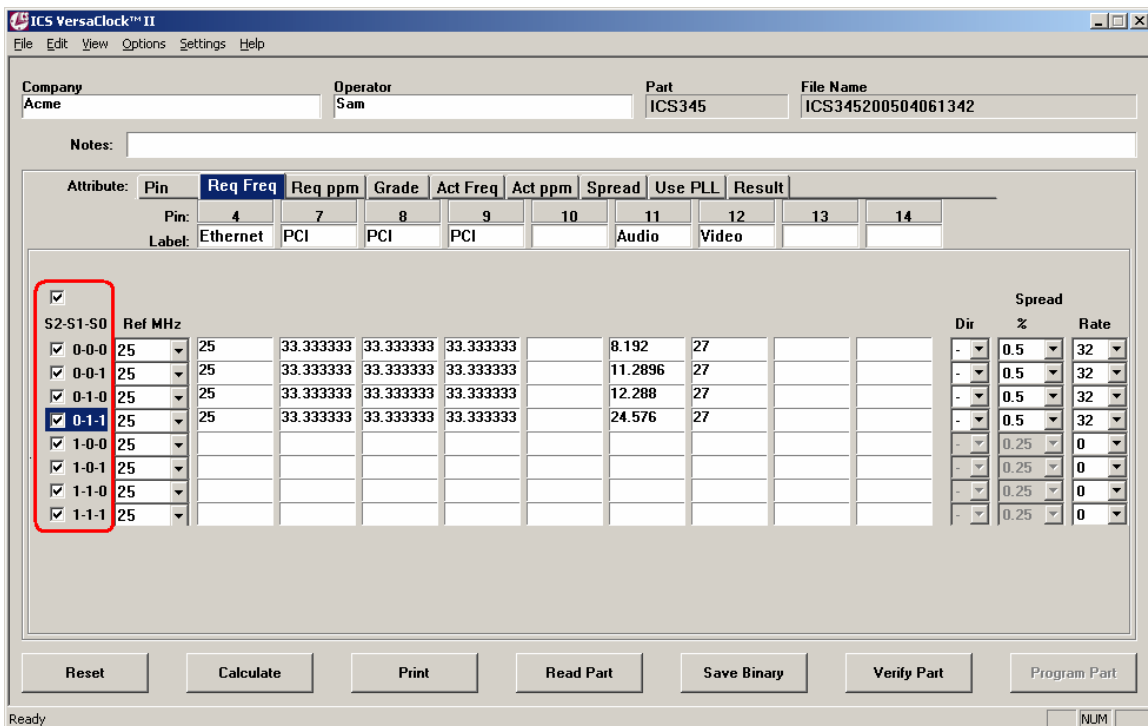 ICS VersaClock™ II
File Edit View Options Settings Help
Company Operator Part File Name
Acme Sam ICS345 ICS345200504061342
Notes:
Attribute: Pin Req Freq Req ppm Grade Act Freq Act ppm Spread Use PLL Result
Pin: 4 7 8 9 10 11 12 13 14
Label: Ethernet PCI PCI PCI Audio Video
Spread
S2-S1-S0 Ref MHz Dir % Rate
0-0-0 25 25 33.333333 33.333333 33.333333 8.192 27 - 0.5 32
0-0-1 25 25 33.333333 33.333333 33.333333 11.2896 27 - 0.5 32
0-1-0 25 25 33.333333 33.333333 33.333333 12.288 27 - 0.5 32
0-1-1 25 25 33.333333 33.333333 33.333333 24.576 27 - 0.5 32
1-0-0 25 - 0.25 0
1-0-1 25 - 0.25 0
1-1-0 25 - 0.25 0
1-1-1 25 - 0.25 0
Reset Calculate Print Read Part Save Binary Verify Part Program Part
Ready NUM